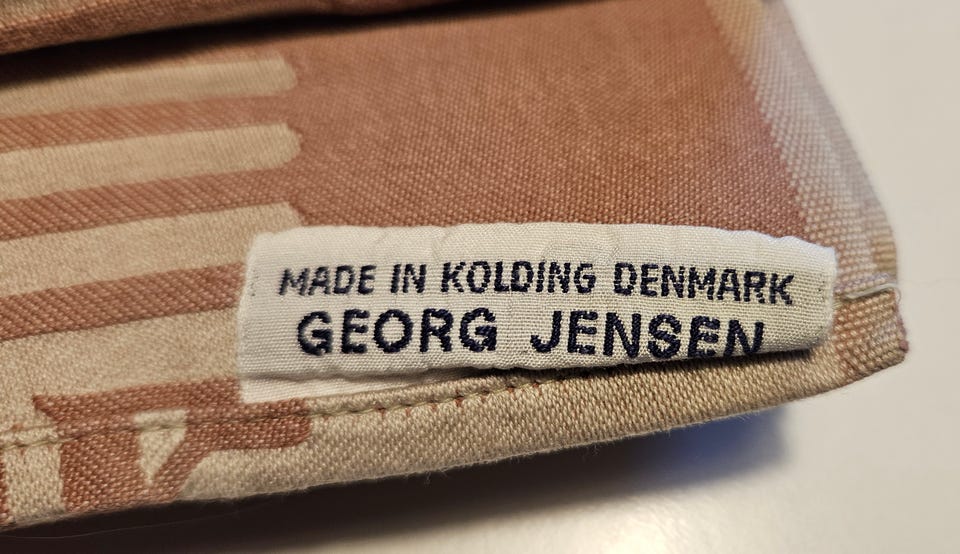 MADE IN KOLDING DENMARK
GEORG JENSEN